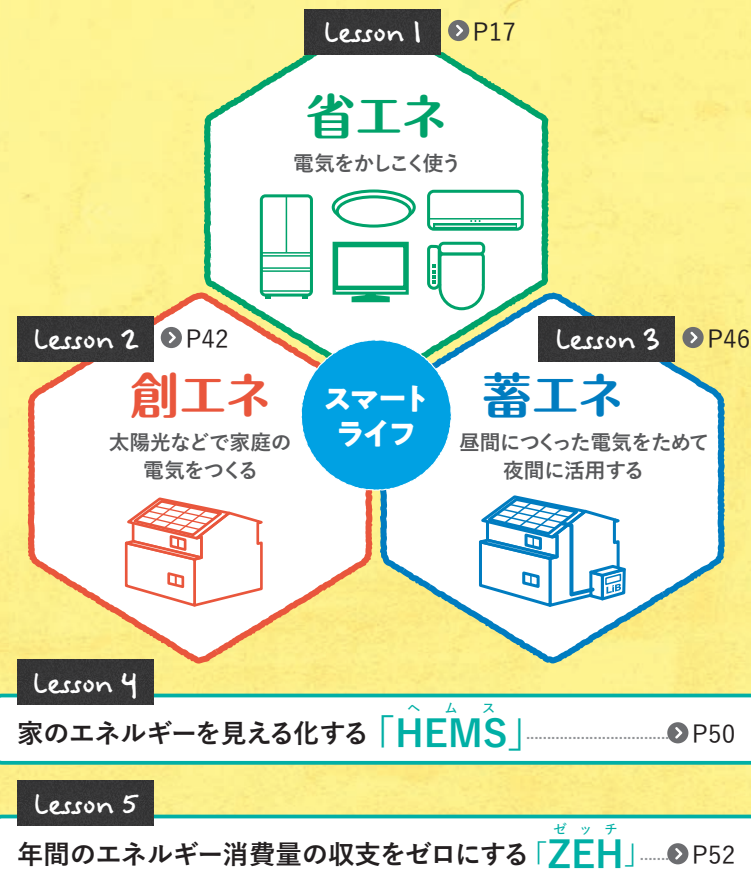 Lesson 1 P17
省エネ
電気をかしこく使う
Lesson 2 P42
創エネ
太陽光などで家庭の
電気をつくる
スマート
ライフ
Lesson 3 P46
蓄エネ
昼間につくった電気をためて
夜間に活用する
LiB
Lesson 4
ヘムス
家のエネルギーを見える化する「HEMS」 P50
Lesson 5
ゼッチ
年間のエネルギー消費量の収支をゼロにする「ZEH」 P52